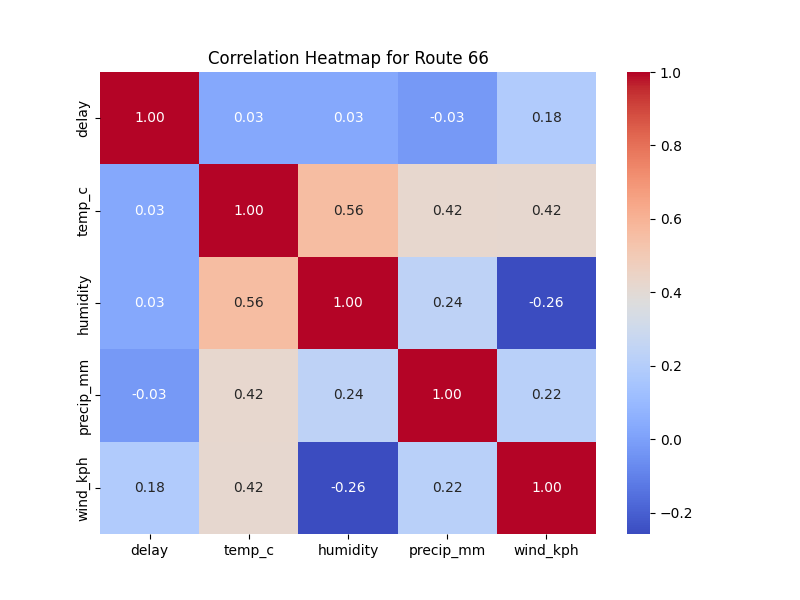 Correlation Heatmap for Route 66
delay 1.00 0.03 0.03 -0.03 0.18
temp_c 0.03 1.00 0.56 0.42 0.42
humidity 0.03 0.56 1.00 0.24 -0.26
precip_mm -0.03 0.42 0.24 1.00 0.22
wind_kph 0.18 0.42 -0.26 0.22 1.00
delay temp_c humidity precip_mm wind_kph
1.0
0.8
0.6
0.4
0.2
0.0
−0.2